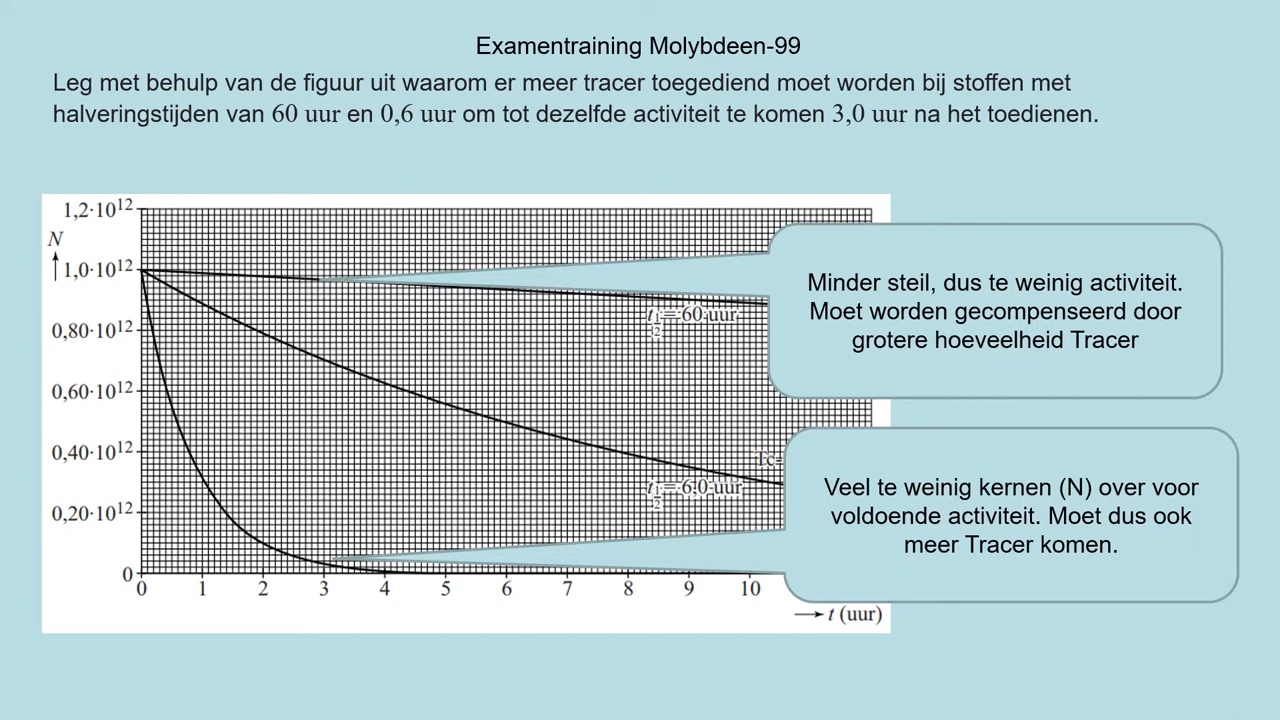 Examentraining Molybdeen-99
Leg met behulp van de figuur uit waarom er meer tracer toegediend moet worden bij stoffen met
halveringstijden van 60 uur en 0,6 uur om tot dezelfde activiteit te komen 3,0 uur na het toedienen.
1,2·10¹²
N
1,0·10¹²
0,80·10¹²
0,60·10¹²
0,40·10¹²
0,20·10¹²
0
t½ = 60 uur
Tc-
t½ = 6,0 uur
0 1 2 3 4 5 6 7 8 9 10
t (uur)
Minder steil, dus te weinig activiteit.
Moet worden gecompenseerd door
grotere hoeveelheid Tracer
Veel te weinig kernen (N) over voor
voldoende activiteit. Moet dus ook
meer Tracer komen.